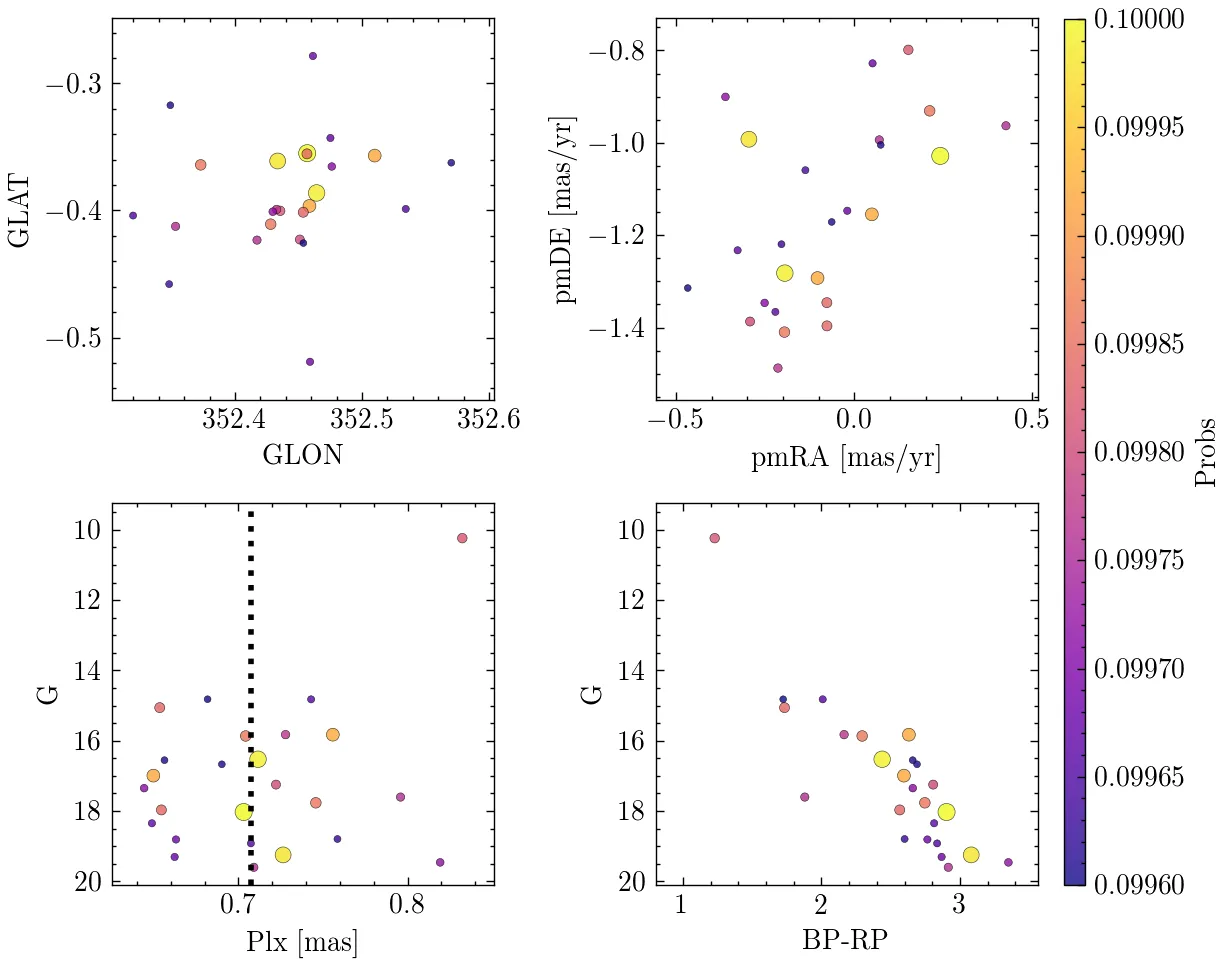 −0.3
−0.4
−0.5
GLAT
352.4 352.5 352.6
GLON
−0.8
−1.0
−1.2
−1.4
pmDE [mas/yr]
−0.5 0.0 0.5
pmRA [mas/yr]
10
12
14
16
18
20
G
0.7 0.8
Plx [mas]
10
12
14
16
18
20
G
1 2 3
BP-RP
0.10000
0.09995
0.09990
0.09985
0.09980
0.09975
0.09970
0.09965
0.09960
Probs